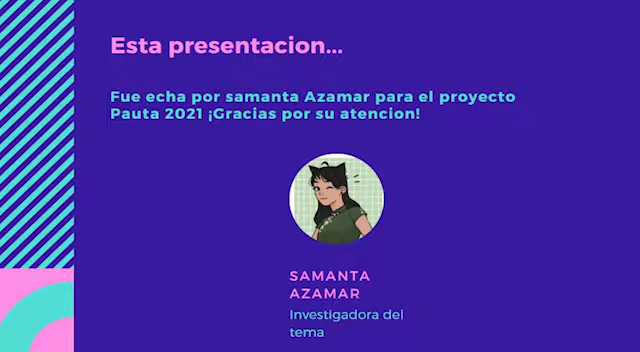 Esta presentacion...
Fue echa por samanta Azamar para el proyecto
Pauta 2021 ¡Gracias por su atencion!
SAMANTA
AZAMAR
Investigadora del
tema